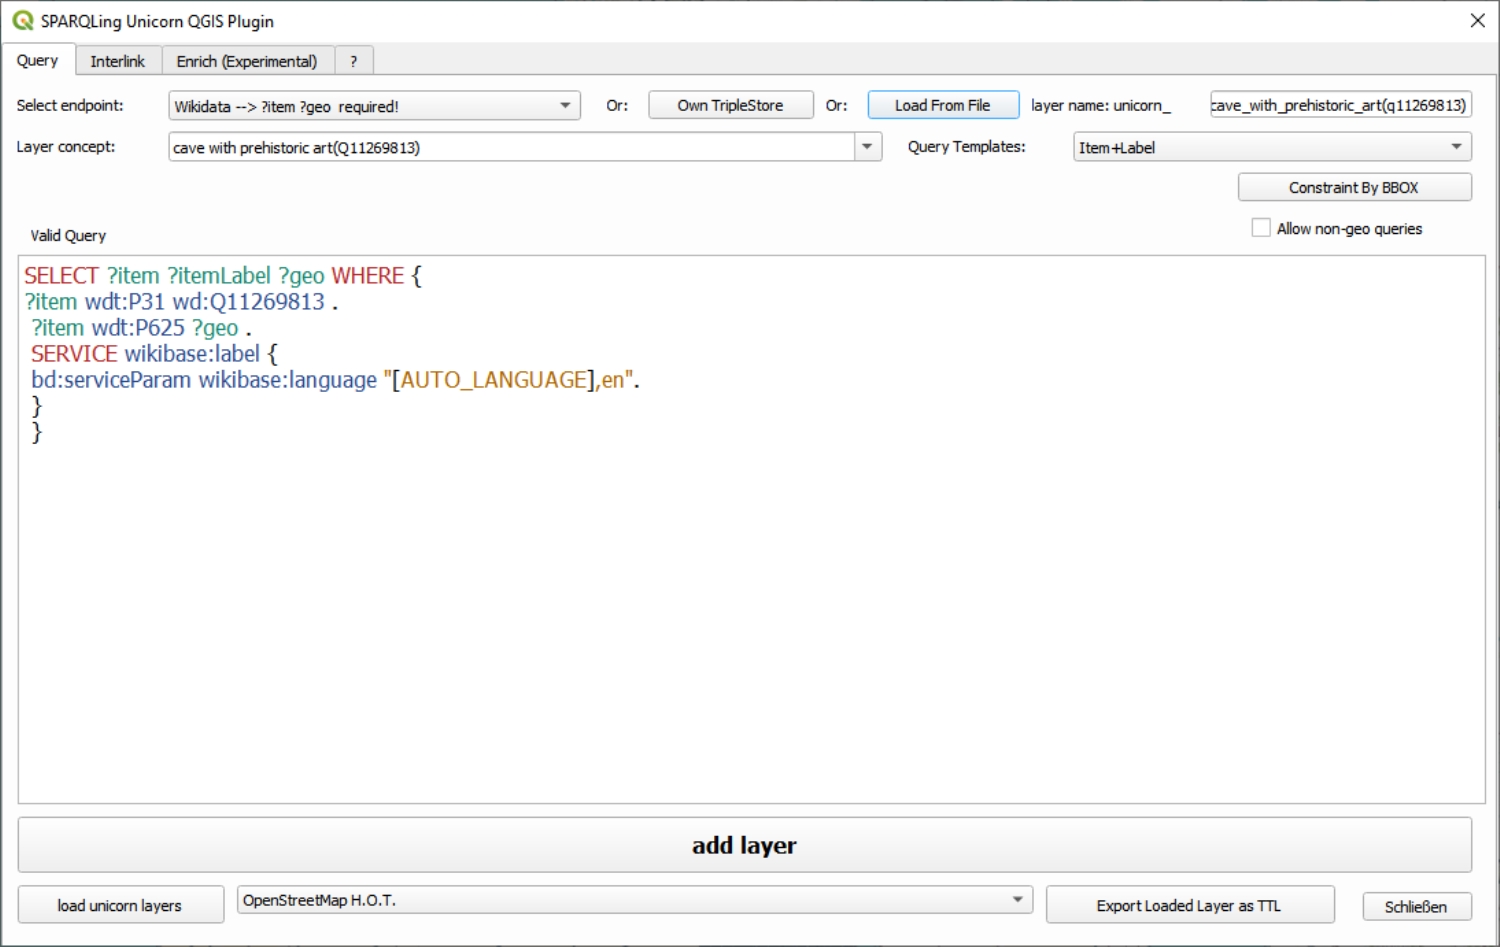 SPARQLing Unicorn QGIS Plugin
Query Interlink Enrich (Experimental) ?
Select endpoint: Wikidata --> ?item ?geo required! Or: Own TripleStore Or: Load From File layer name: unicorn_ cave_with_prehistoric_art(q11269813)
Layer concept: cave with prehistoric art(Q11269813) Query Templates: Item+Label
Constraint By BBOX
Allow non-geo queries
Valid Query
SELECT ?item ?itemLabel ?geo WHERE {
?item wdt:P31 wd:Q11269813 .
?item wdt:P625 ?geo .
SERVICE wikibase:label {
bd:serviceParam wikibase:language "[AUTO_LANGUAGE],en".
}
}
add layer
load unicorn layers OpenStreetMap H.O.T. Export Loaded Layer as TTL Schließen